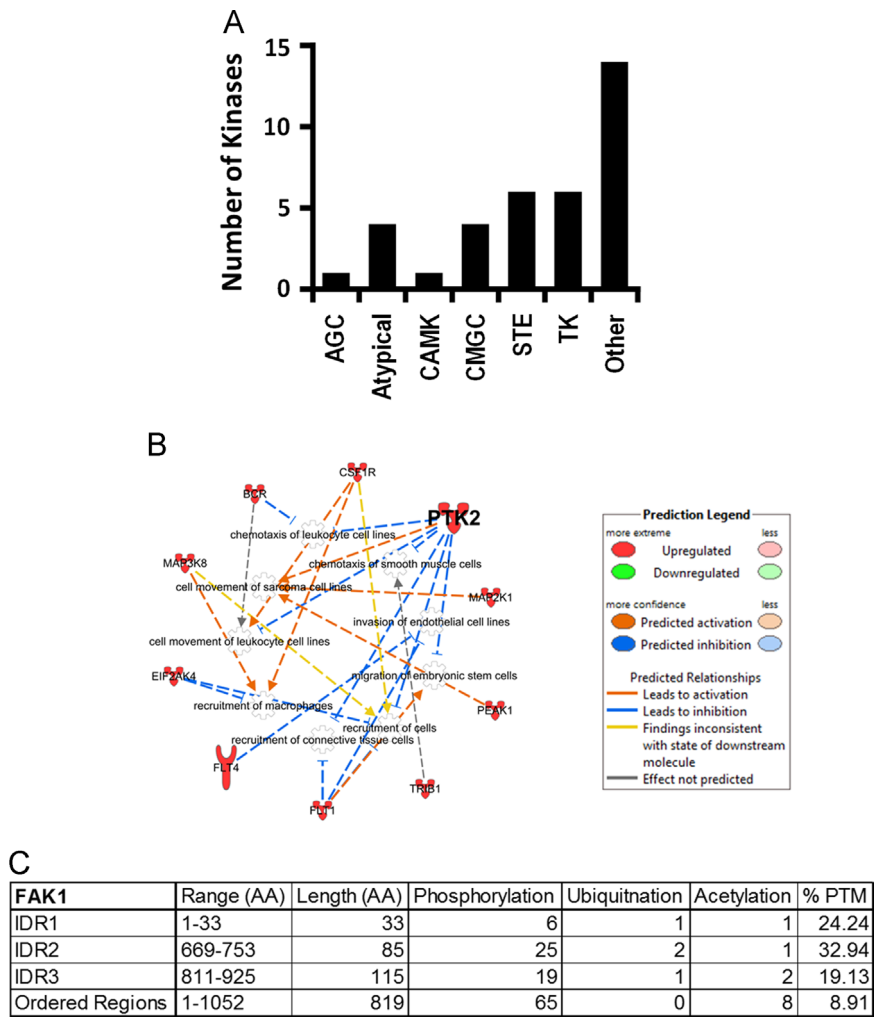 A
Number of Kinases
15
10
5
0
AGC
Atypical
CAMK
CMGC
STE
TK
Other
B
CSF1R
BCR
PTK2
chemotaxis of leukocyte cell lines
MAP3K8
chemotaxis of smooth muscle cells
cell movement of sarcoma cell lines
MAP2K1
invasion of endothelial cell lines
cell movement of leukocyte cell lines
EIF2AK4
migration of embryonic stem cells
recruitment of macrophages
PEAK1
recruitment of cells
recruitment of connective tissue cells
FLT4
TRIB1
FLT1
Prediction Legend
more extreme less
Upregulated
Downregulated
more confidence less
Predicted activation
Predicted inhibition
Predicted Relationships
Leads to activation
Leads to inhibition
Findings inconsistent
with state of downstream
molecule
Effect not predicted
C
FAK1 Range (AA) Length (AA) Phosphorylation Ubiquitnation Acetylation % PTM
IDR1 1-33 33 6 1 1 24.24
IDR2 669-753 85 25 2 1 32.94
IDR3 811-925 115 19 1 2 19.13
Ordered Regions 1-1052 819 65 0 8 8.91